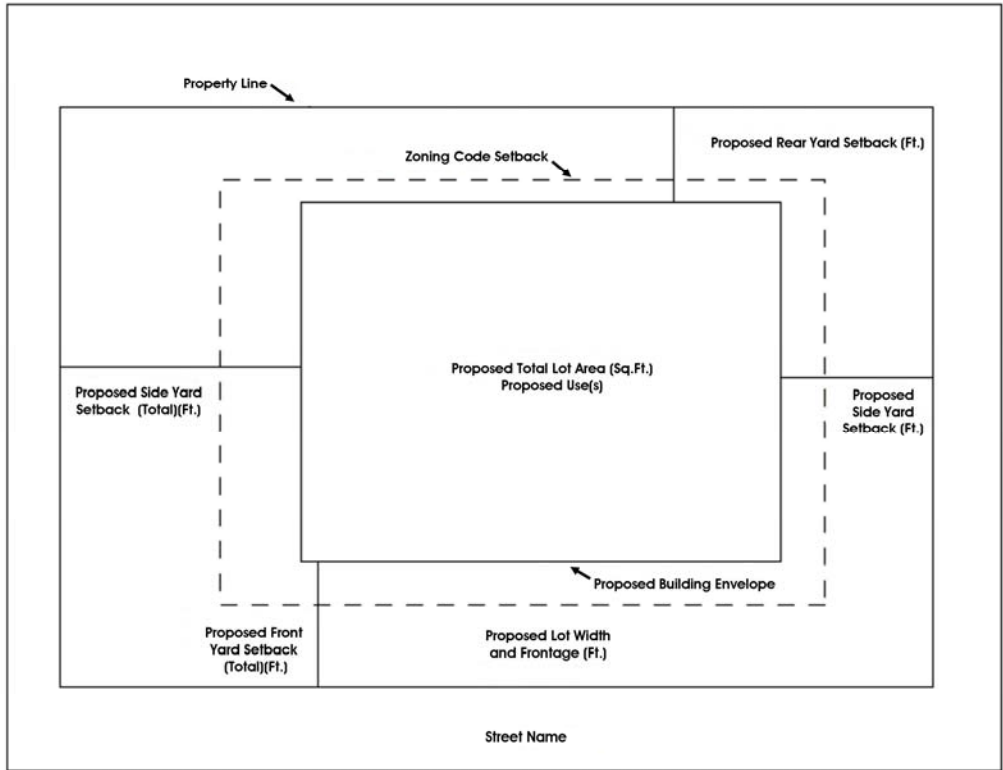 Property Line
Proposed Rear Yard Setback (Ft.)
Zoning Code Setback
Proposed Total Lot Area (Sq.Ft.)
Proposed Use(s)
Proposed Side Yard
Setback (Total)(Ft.)
Proposed
Side Yard
Setback (Ft.)
Proposed Building Envelope
Proposed Front
Yard Setback
(Total)(Ft.)
Proposed Lot Width
and Frontage (Ft.)
Street Name